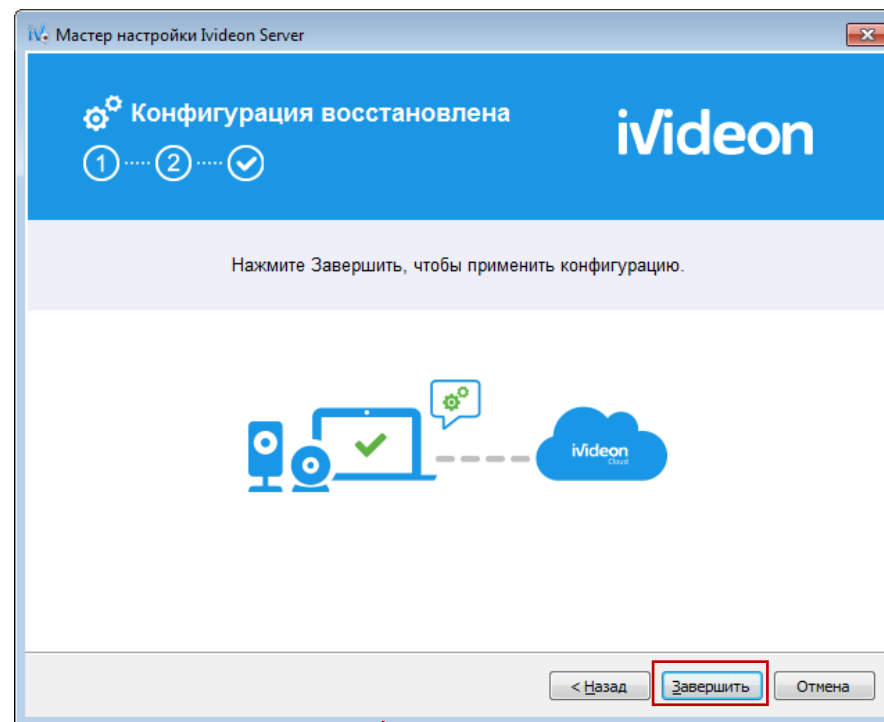 Мастер настройки Ivideon Server
Конфигурация восстановлена
1 2
iVideon
Нажмите Завершить, чтобы применить конфигурацию.
iVideon
Cloud
< Назад Завершить Отмена